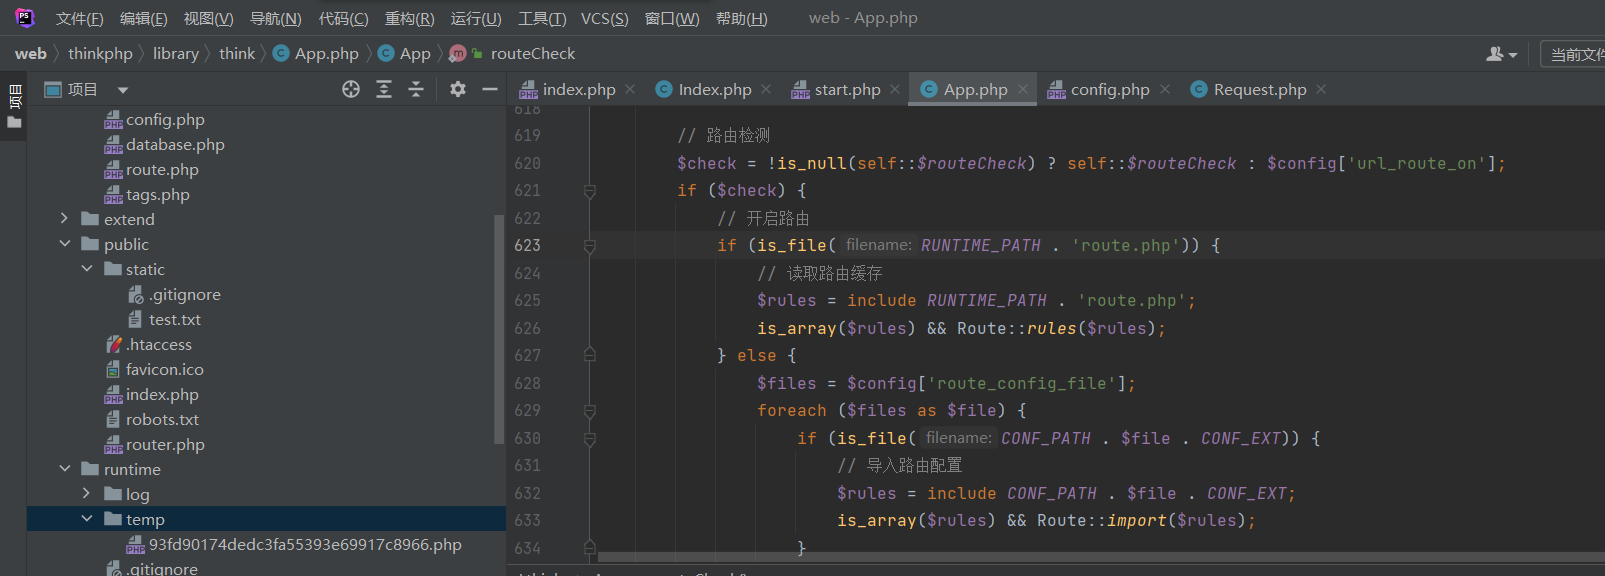 PS 文件(F) 编辑(E) 视图(V) 导航(N) 代码(C) 重构(R) 运行(U) 工具(T) VCS(S) 窗口(W) 帮助(H) web - App.php
web thinkphp library think App.php App routeCheck 当前文件
项目
项目
config.php
database.php
route.php
tags.php
extend
public
static
.gitignore
test.txt
.htaccess
favicon.ico
index.php
robots.txt
router.php
runtime
log
temp
93fd90174dedc3fa55393e69917c8966.php
.gitignore
index.php Index.php start.php App.php config.php Request.php
618
619 // 路由检测
620 $check = !is_null(self::$routeCheck) ? self::$routeCheck : $config['url_route_on'];
621 if ($check) {
622 // 开启路由
623 if (is_file( filename: RUNTIME_PATH . 'route.php')) {
624 // 读取路由缓存
625 $rules = include RUNTIME_PATH . 'route.php';
626 is_array($rules) && Route::rules($rules);
627 } else {
628 $files = $config['route_config_file'];
629 foreach ($files as $file) {
630 if (is_file( filename: CONF_PATH . $file . CONF_EXT)) {
631 // 导入路由配置
632 $rules = include CONF_PATH . $file . CONF_EXT;
633 is_array($rules) && Route::import($rules);
634 }